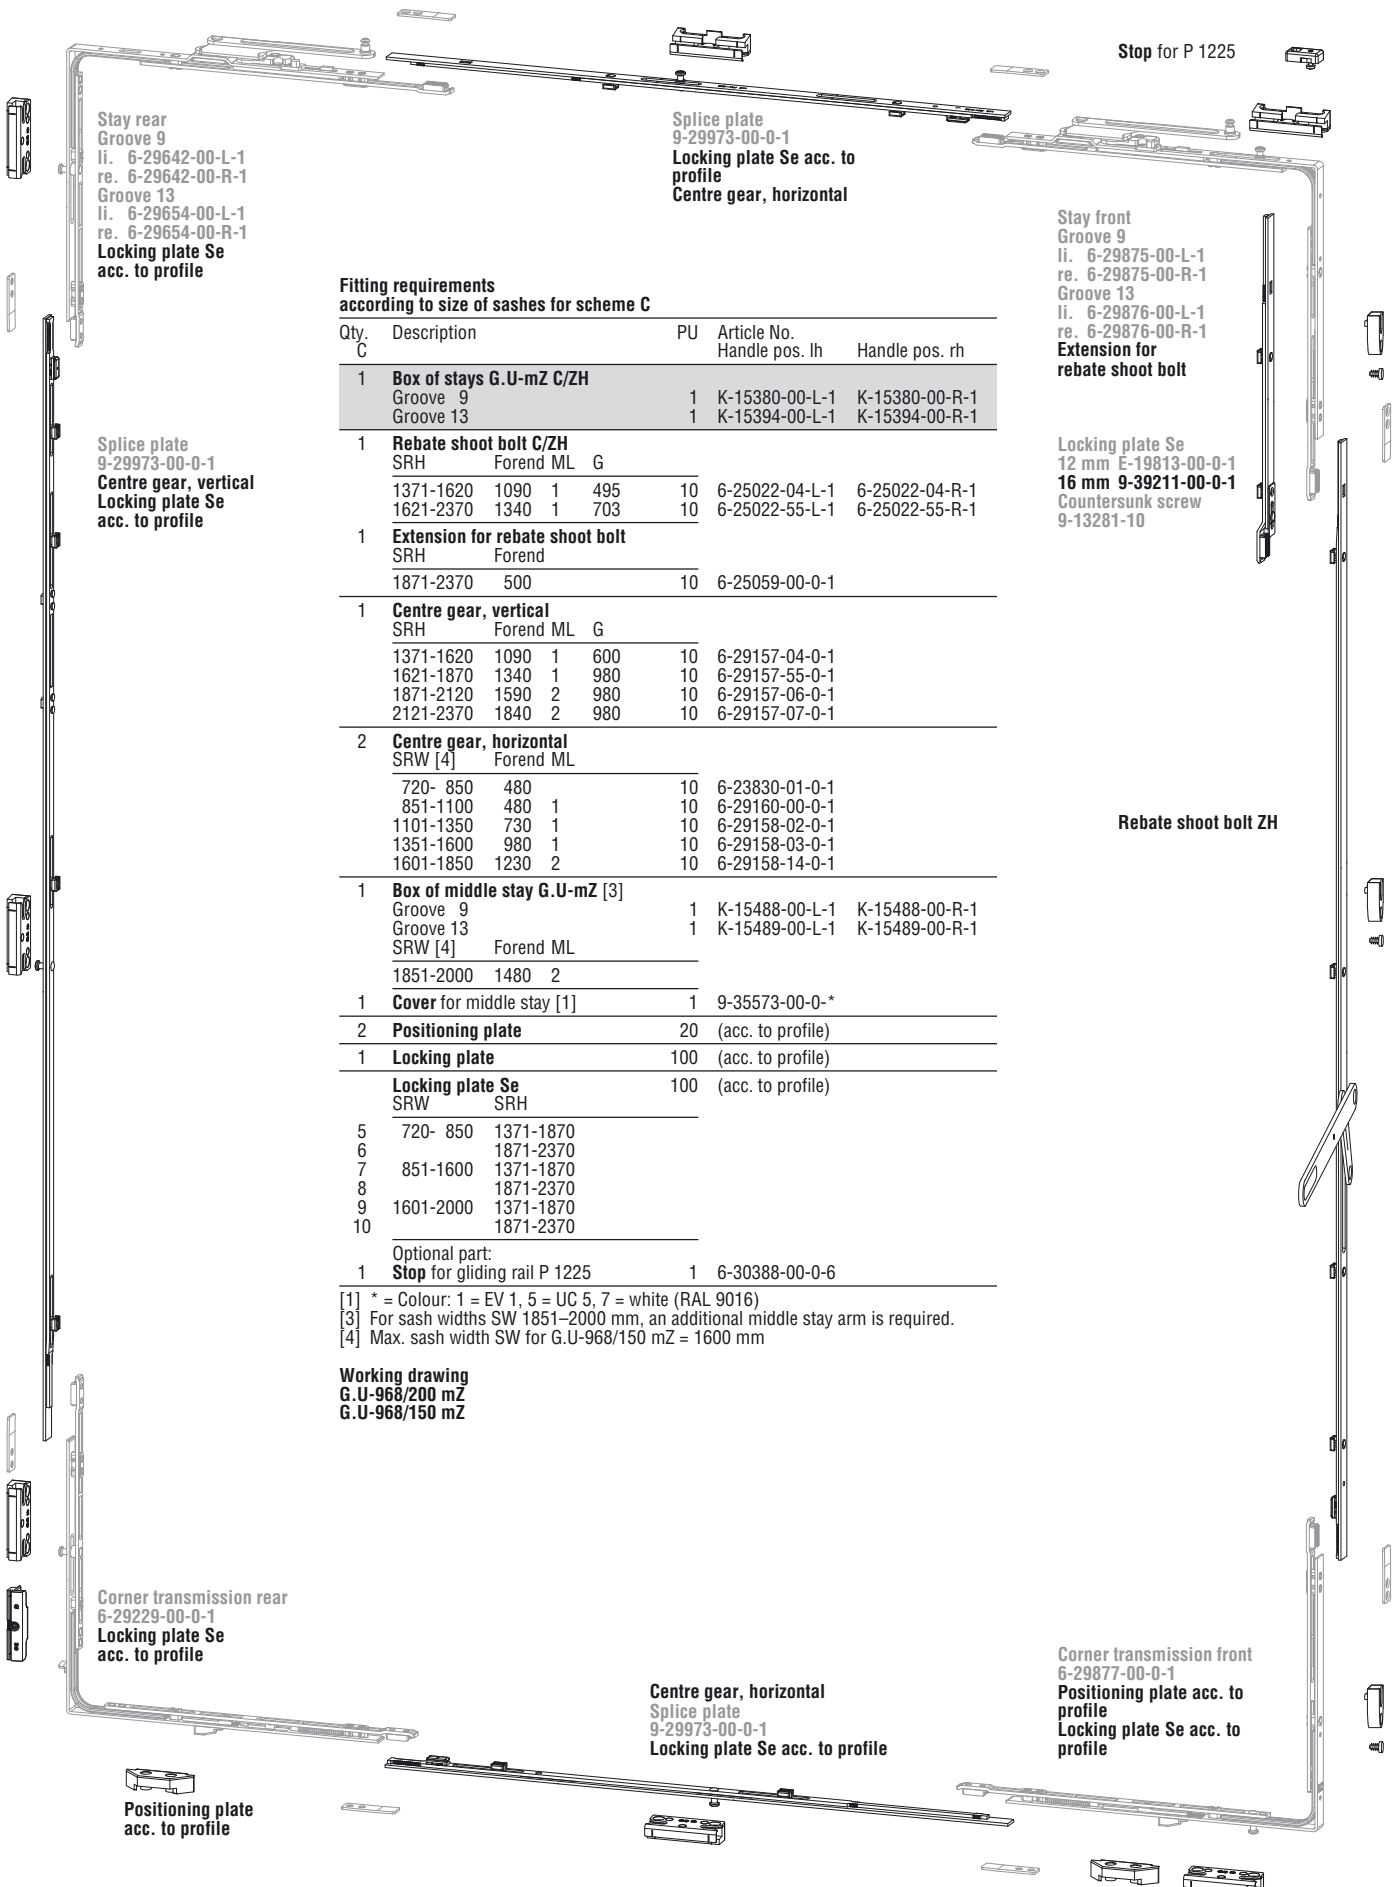 Stop for P 1225
Stay rear
Groove 9
li. 6-29642-00-L-1
re. 6-29642-00-R-1
Groove 13
li. 6-29654-00-L-1
re. 6-29654-00-R-1
Locking plate Se
acc. to profile
Splice plate
9-29973-00-0-1
Locking plate Se acc. to
profile
Centre gear, horizontal
Stay front
Groove 9
li. 6-29875-00-L-1
re. 6-29875-00-R-1
Groove 13
li. 6-29876-00-L-1
re. 6-29876-00-R-1
Extension for
rebate shoot bolt
Splice plate
9-29973-00-0-1
Centre gear, vertical
Locking plate Se
acc. to profile
Locking plate Se
12 mm E-19813-00-0-1
16 mm 9-39211-00-0-1
Countersunk screw
9-13281-10
Fitting requirements
according to size of sashes for scheme C
Qty. Description PU Article No.
C Handle pos. lh Handle pos. rh
1 Box of stays G.U-mZ C/ZH
Groove 9 1 K-15380-00-L-1 K-15380-00-R-1
Groove 13 1 K-15394-00-L-1 K-15394-00-R-1
1 Rebate shoot bolt C/ZH
SRH Forend ML G
1371-1620 1090 1 495 10 6-25022-04-L-1 6-25022-04-R-1
1621-2370 1340 1 703 10 6-25022-55-L-1 6-25022-55-R-1
1 Extension for rebate shoot bolt
SRH Forend
1871-2370 500 10 6-25059-00-0-1
1 Centre gear, vertical
SRH Forend ML G
1371-1620 1090 1 600 10 6-29157-04-0-1
1621-1870 1340 1 980 10 6-29157-55-0-1
1871-2120 1590 2 980 10 6-29157-06-0-1
2121-2370 1840 2 980 10 6-29157-07-0-1
2 Centre gear, horizontal
SRW [4] Forend ML
720- 850 480 10 6-23830-01-0-1
851-1100 480 1 10 6-29160-00-0-1
1101-1350 730 1 10 6-29158-02-0-1
1351-1600 980 1 10 6-29158-03-0-1
1601-1850 1230 2 10 6-29158-14-0-1
1 Box of middle stay G.U-mZ [3]
Groove 9 1 K-15488-00-L-1 K-15488-00-R-1
Groove 13 1 K-15489-00-L-1 K-15489-00-R-1
SRW [4] Forend ML
1851-2000 1480 2
1 Cover for middle stay [1] 1 9-35573-00-0-*
2 Positioning plate 20 (acc. to profile)
1 Locking plate 100 (acc. to profile)
Locking plate Se 100 (acc. to profile)
SRW SRH
5 720- 850 1371-1870
6 1871-2370
7 851-1600 1371-1870
8 1871-2370
9 1601-2000 1371-1870
10 1871-2370
Optional part:
1 Stop for gliding rail P 1225 1 6-30388-00-0-6
[1] * = Colour: 1 = EV 1, 5 = UC 5, 7 = white (RAL 9016)
[3] For sash widths SW 1851–2000 mm, an additional middle stay arm is required.
[4] Max. sash width SW for G.U-968/150 mZ = 1600 mm
Working drawing
G.U-968/200 mZ
G.U-968/150 mZ
Rebate shoot bolt ZH
Corner transmission rear
6-29229-00-0-1
Locking plate Se
acc. to profile
Positioning plate
acc. to profile
Centre gear, horizontal
Splice plate
9-29973-00-0-1
Locking plate Se acc. to profile
Corner transmission front
6-29877-00-0-1
Positioning plate acc. to
profile
Locking plate Se acc. to
profile